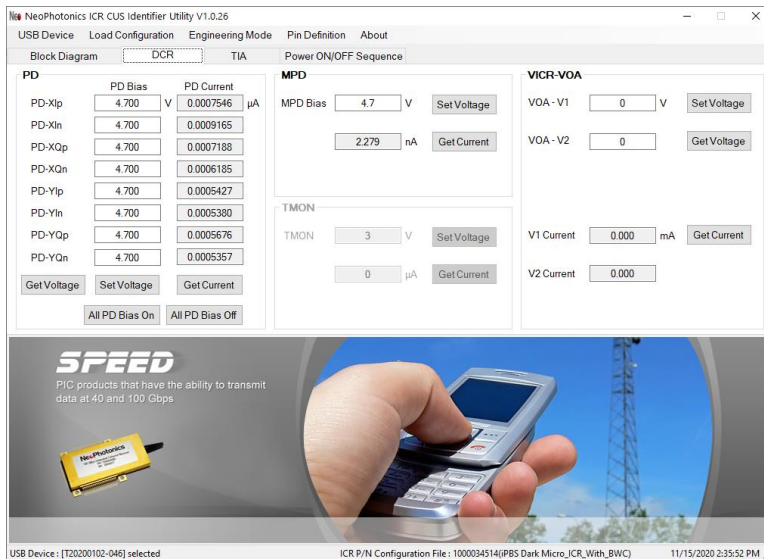 NeoPhotonics ICR CUS Identifier Utility V1.0.26
USB Device Load Configuration Engineering Mode Pin Definition About
Block Diagram DCR TIA Power ON/OFF Sequence
PD
PD Bias PD Current
PD-XIp 4.700 V 0.0007546 µA
PD-XIn 4.700 0.0009165
PD-XQp 4.700 0.0007188
PD-XQn 4.700 0.0006185
PD-YIp 4.700 0.0005427
PD-YIn 4.700 0.0005380
PD-YQp 4.700 0.0005676
PD-YQn 4.700 0.0005357
Get Voltage Set Voltage Get Current
All PD Bias On All PD Bias Off
MPD
MPD Bias 4.7 V Set Voltage
2.279 nA Get Current
TMON
TMON 3 V Set Voltage
0 µA Get Current
VICR-VOA
VOA - V1 0 V Set Voltage
VOA - V2 0 Get Voltage
V1 Current 0.000 mA Get Current
V2 Current 0.000
SPEED
PIC products that have the ability to transmit
data at 40 and 100 Gbps
NeoPhotonics
USB Device : [T20200102-046] selected ICR P/N Configuration File : 1000034514(iPBS Dark Micro_ICR_With_BWC) 11/15/2020 2:35:52 PM